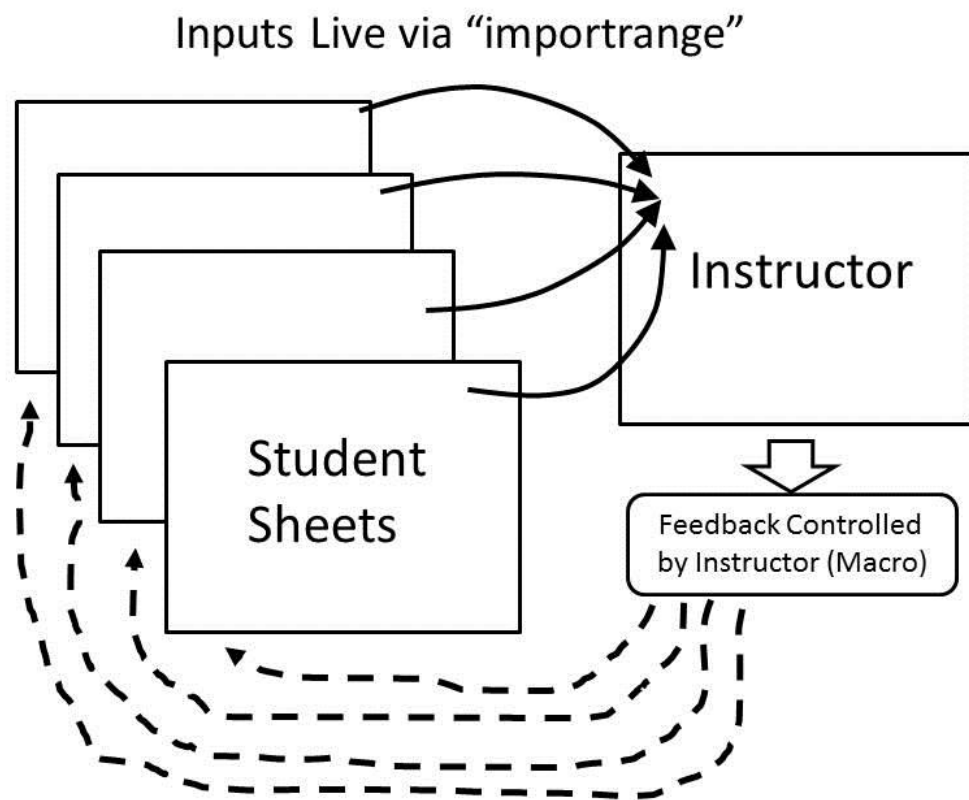 Inputs Live via “importrange”
Instructor
Student
Sheets
Feedback Controlled
by Instructor (Macro)